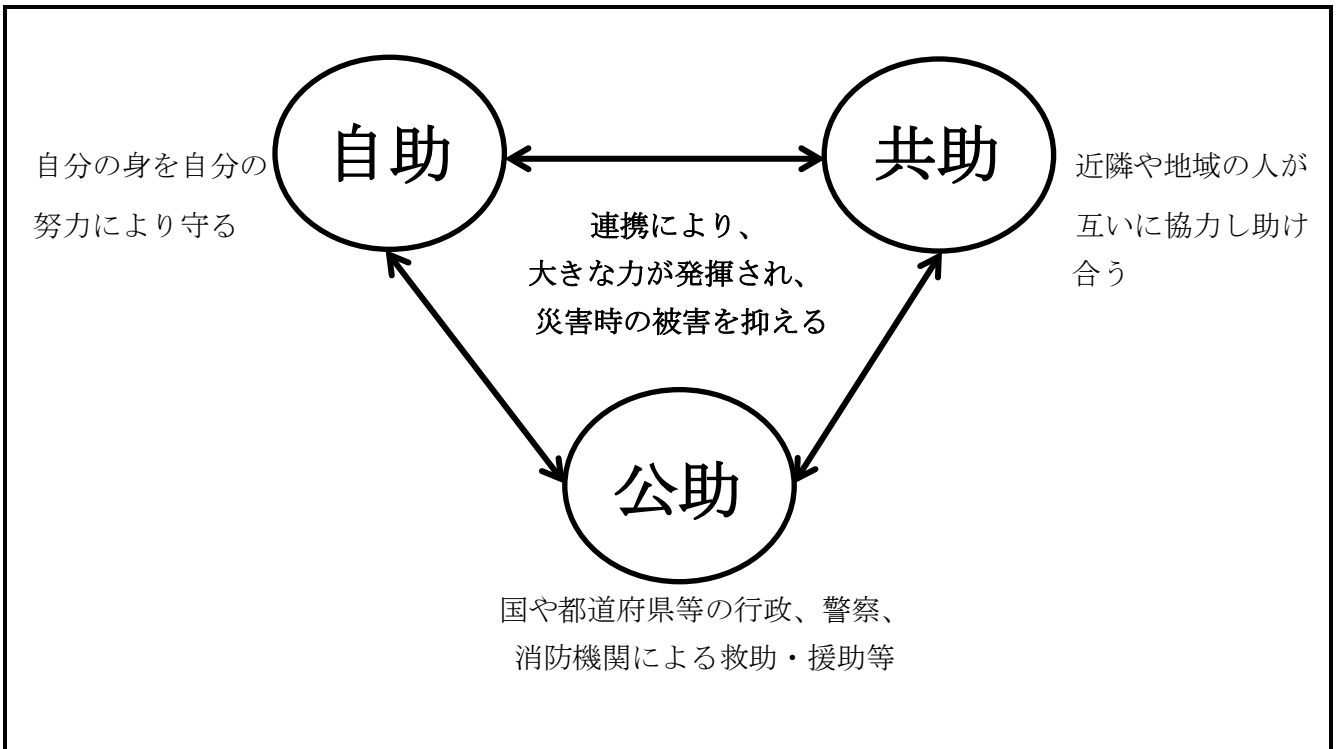 自助
共助
自分の身を自分の
努力により守る
近隣や地域の人が
互いに協力し助け
合う
連携により、
大きな力が発揮され、
災害時の被害を抑える
公助
国や都道府県等の行政、警察、
消防機関による救助・援助等